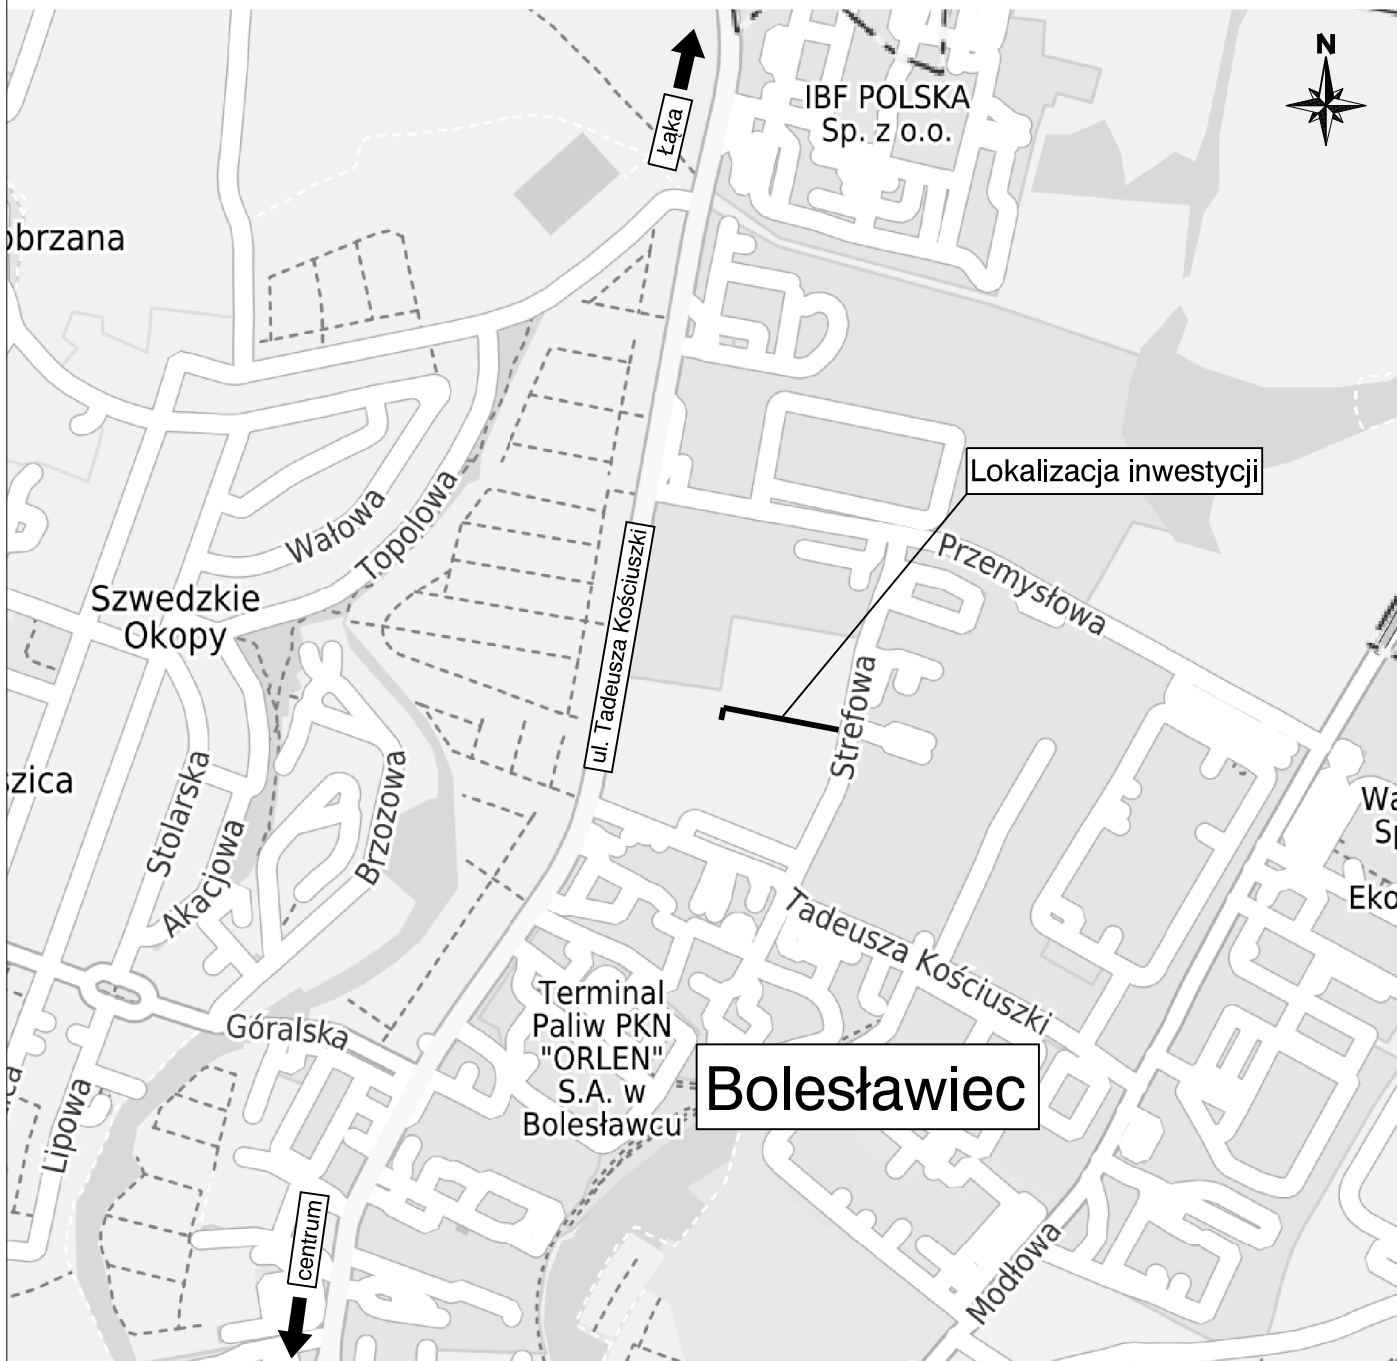 N
IBF POLSKA
Sp. z o.o.
Łąka
obrzana
Lokalizacja inwestycji
Wałowa
Topolowa
Przemysłowa
ul. Tadeusza Kościuszki
Szwedzkie
Okopy
Strefowa
szica
Stolarska
Akacjowa
Brzozowa
Wa
Sp
Eko
Tadeusza Kościuszki
Góralska
Terminal
Paliw PKN
"ORLEN"
S.A. w
Bolesławcu
Bolesławiec
Lipowa
centrum
Modłowa